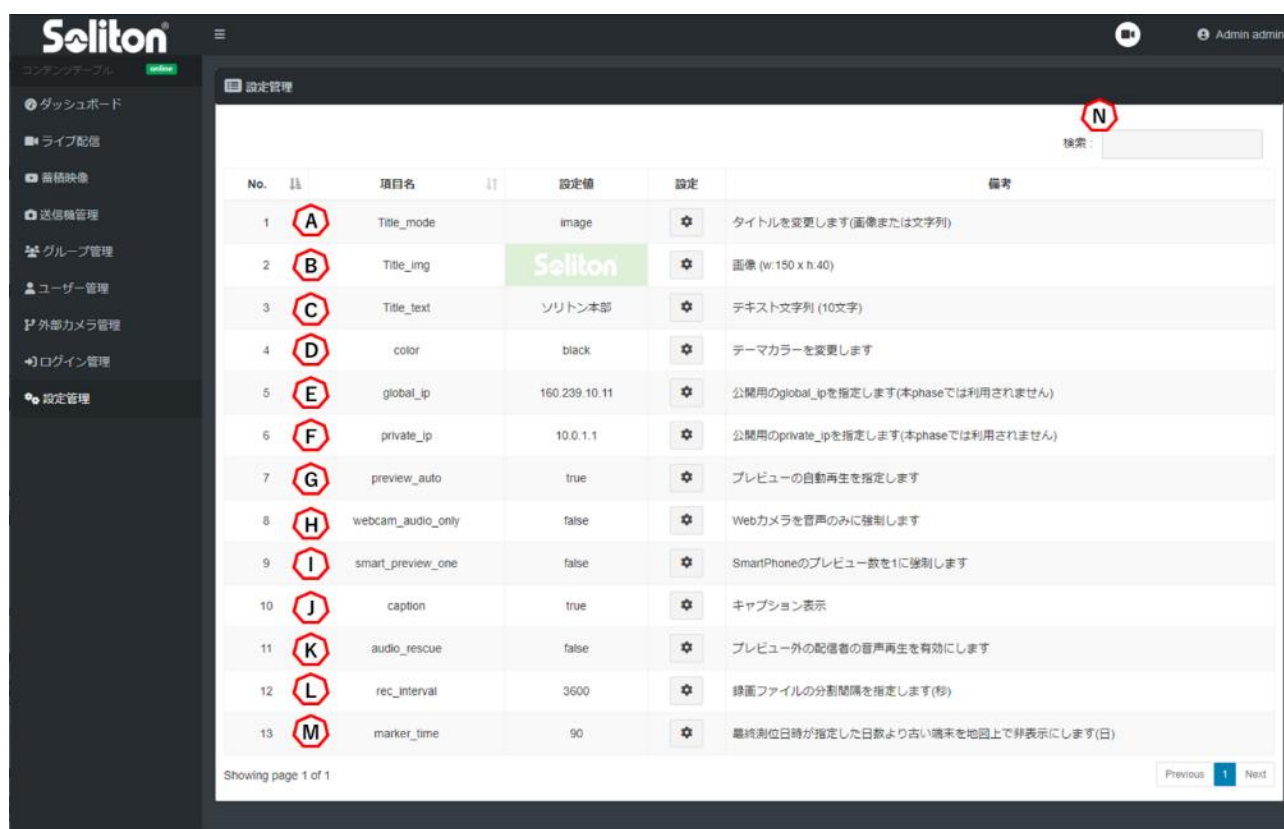 Soliton®
Admin admin
コンテンツテーブル online
ダッシュボード
ライブ配信
蓄積映像
送信機管理
グループ管理
ユーザー管理
外部カメラ管理
ログイン管理
設定管理
設定管理
N
検索 :
No. 項目名 設定値 設定 備考
1 A Title_mode image タイトルを変更します(画像または文字列)
2 B Title_img Soliton 画像 (w:150 x h:40)
3 C Title_text ソリトン本部 テキスト文字列 (10文字)
4 D color black テーマカラーを変更します
5 E global_ip 160.239.10.11 公開用のglobal_ipを指定します(本phaseでは利用されません)
6 F private_ip 10.0.1.1 公開用のprivate_ipを指定します(本phaseでは利用されません)
7 G preview_auto true プレビューの自動再生を指定します
8 H webcam_audio_only false Webカメラを音声のみに強制します
9 I smart_preview_one false SmartPhoneのプレビュー数を1に強制します
10 J caption true キャプション表示
11 K audio_rescue false プレビュー外の配信者の音声再生を有効にします
12 L rec_interval 3600 録画ファイルの分割間隔を指定します(秒)
13 M marker_time 90 最終測位日時が指定した日数より古い端末を地図上で非表示にします(日)
Showing page 1 of 1
Previous 1 Next